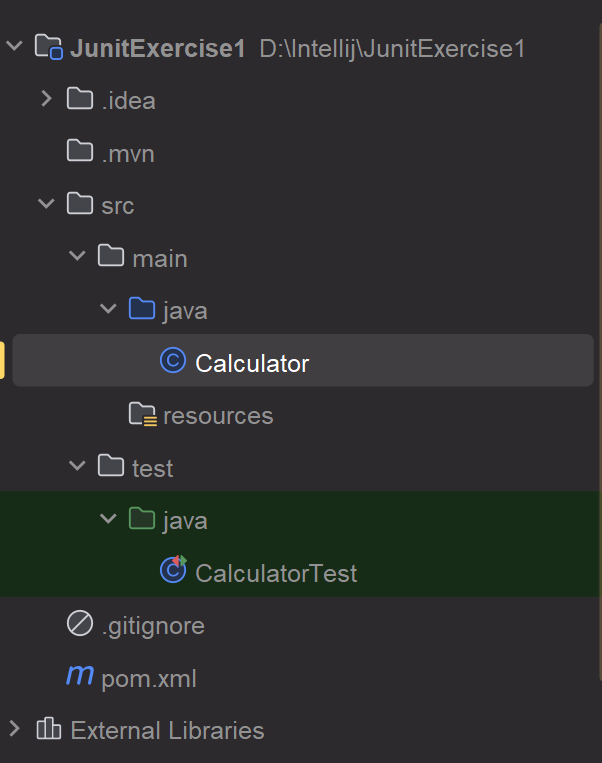 JunitExercise1 D:\Intellij\JunitExercise1
.idea
.mvn
src
main
java
Calculator
resources
test
java
CalculatorTest
.gitignore
pom.xml
External Libraries